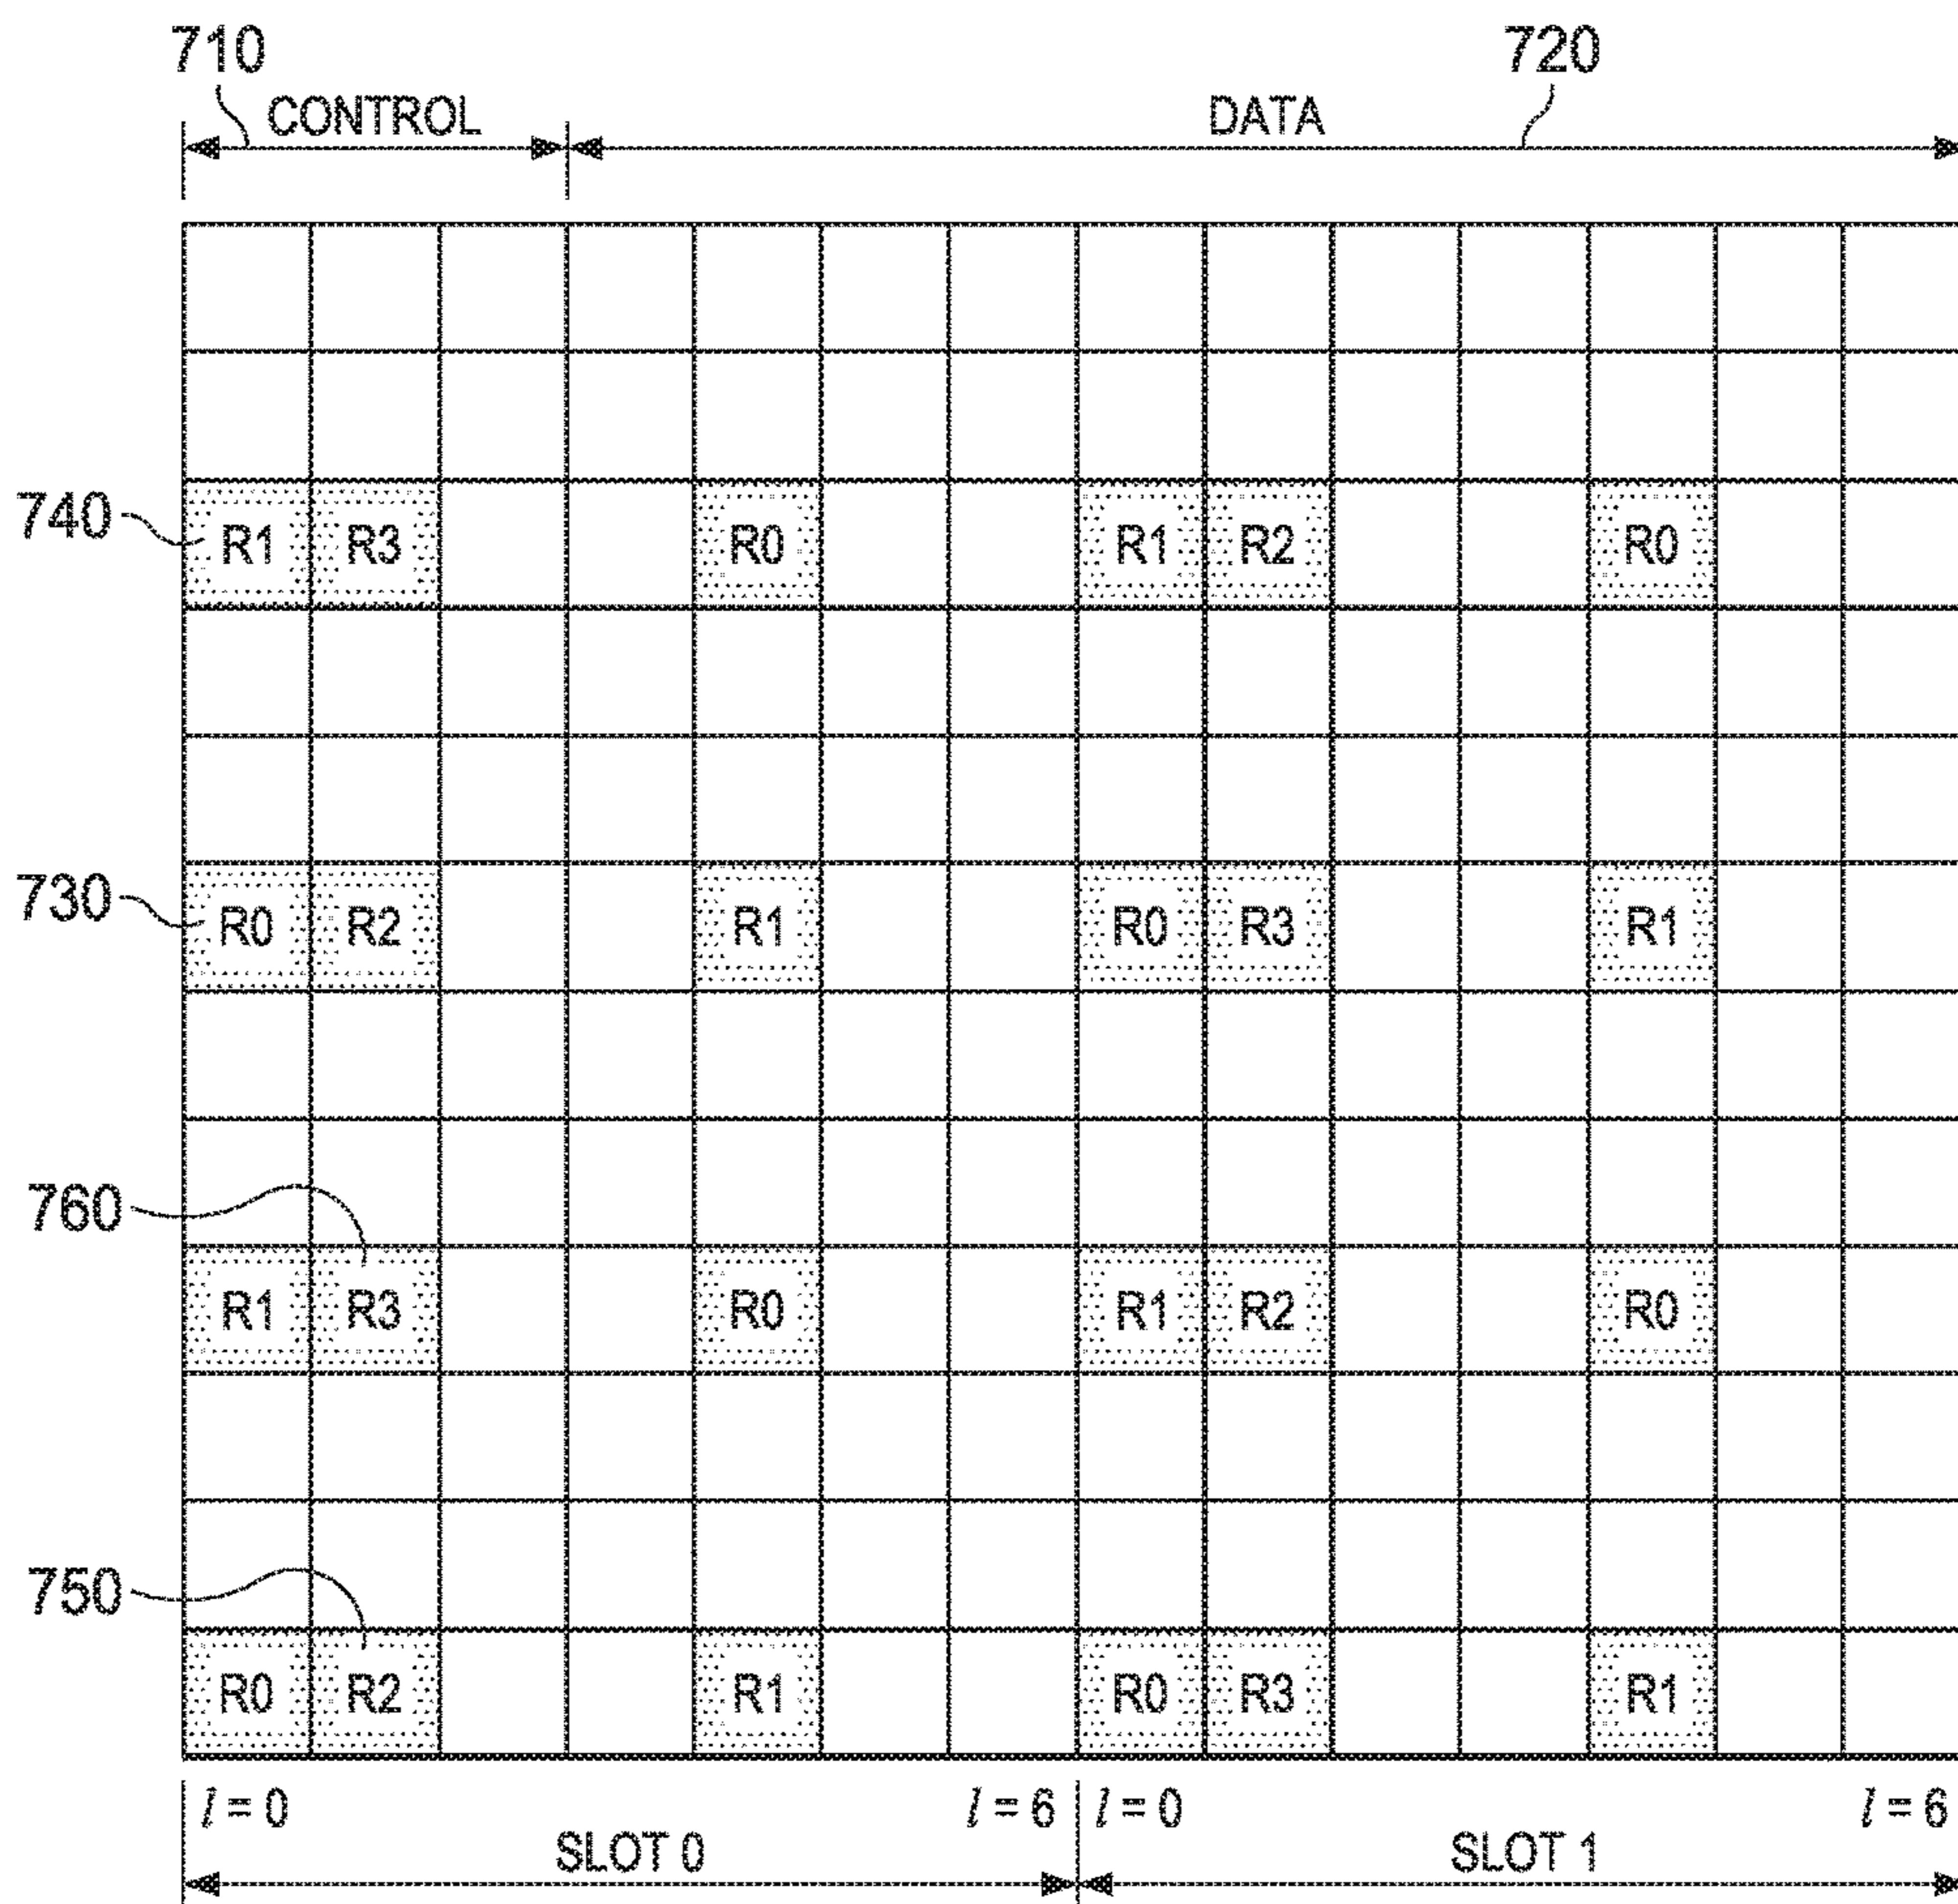 710 720
CONTROL DATA
740 R1 R3 R0 R1 R2 R0
730 R0 R2 R1 R0 R3 R1
760
R1 R3 R0 R1 R2 R0
750
R0 R2 R1 R0 R3 R1
l = 0 l = 6 l = 0 l = 6
SLOT 0 SLOT 1